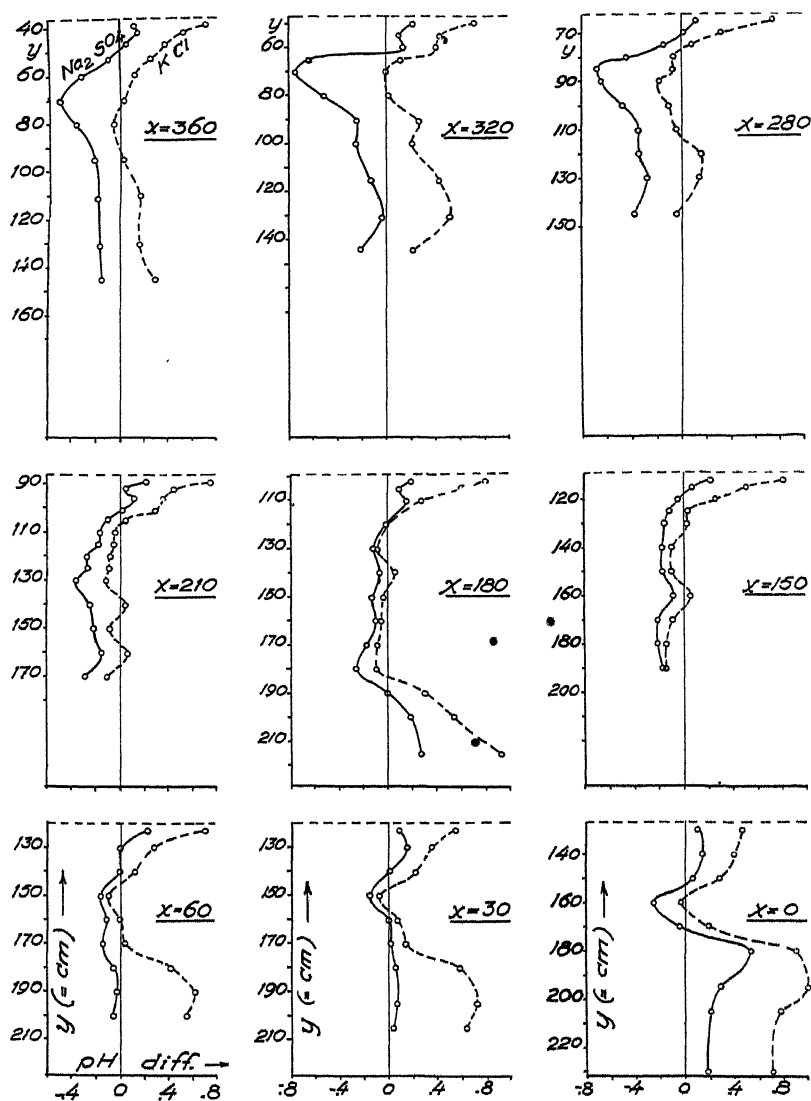 40
y
60
80
100
120
140
160
Na₂SO₄
KCl
x=360
y
60
80
100
120
140
x=320
70
y
90
110
130
150
x=280
90
110
130
150
170
x=210
110
130
150
170
190
210
x=180
120
140
160
180
200
x=150
130
150
170
190
210
y (= cm) →
x=60
pH diff. →
-.4 0 .4 .8
130
150
170
190
210
y (= cm) →
x=30
.8 .4 0 .4 .8
140
160
180
200
220
y (= cm) →
x=0
.8 .4 0 .4 .8